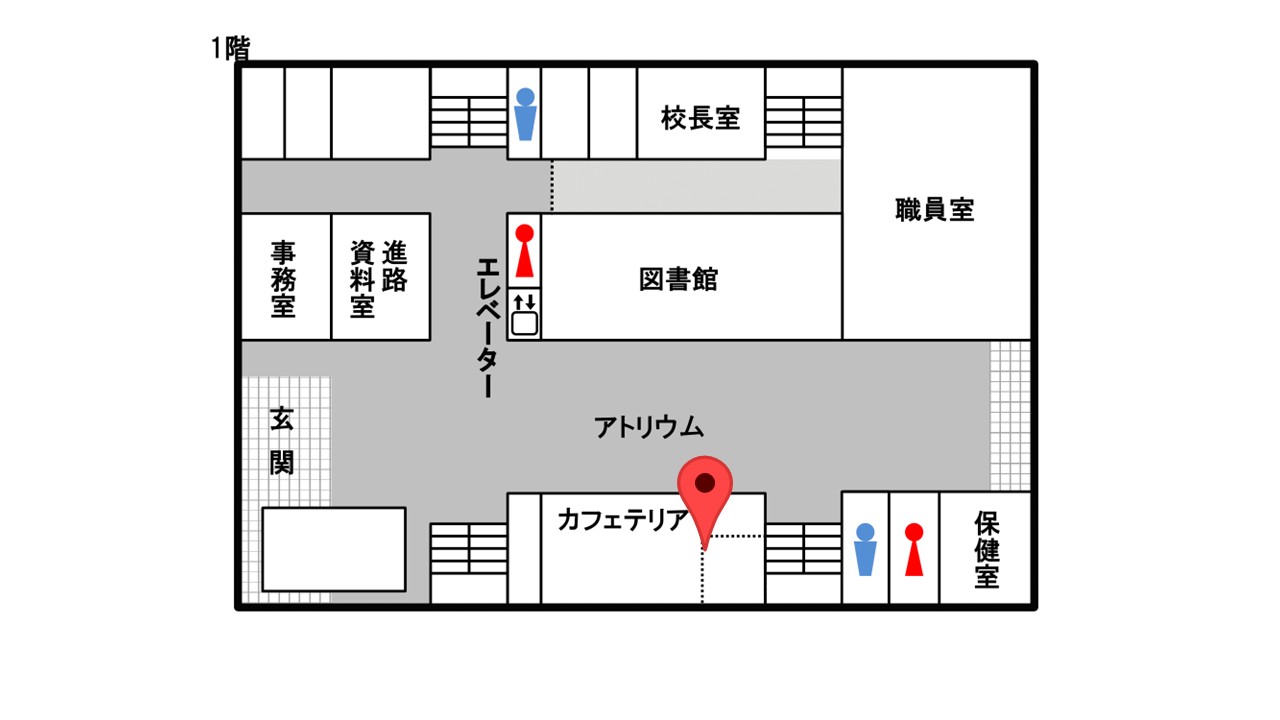 1階
校長室
職員室
事務室
進路
資料室
エレベーター
図書館
玄関
アトリウム
カフェテリア
保健室